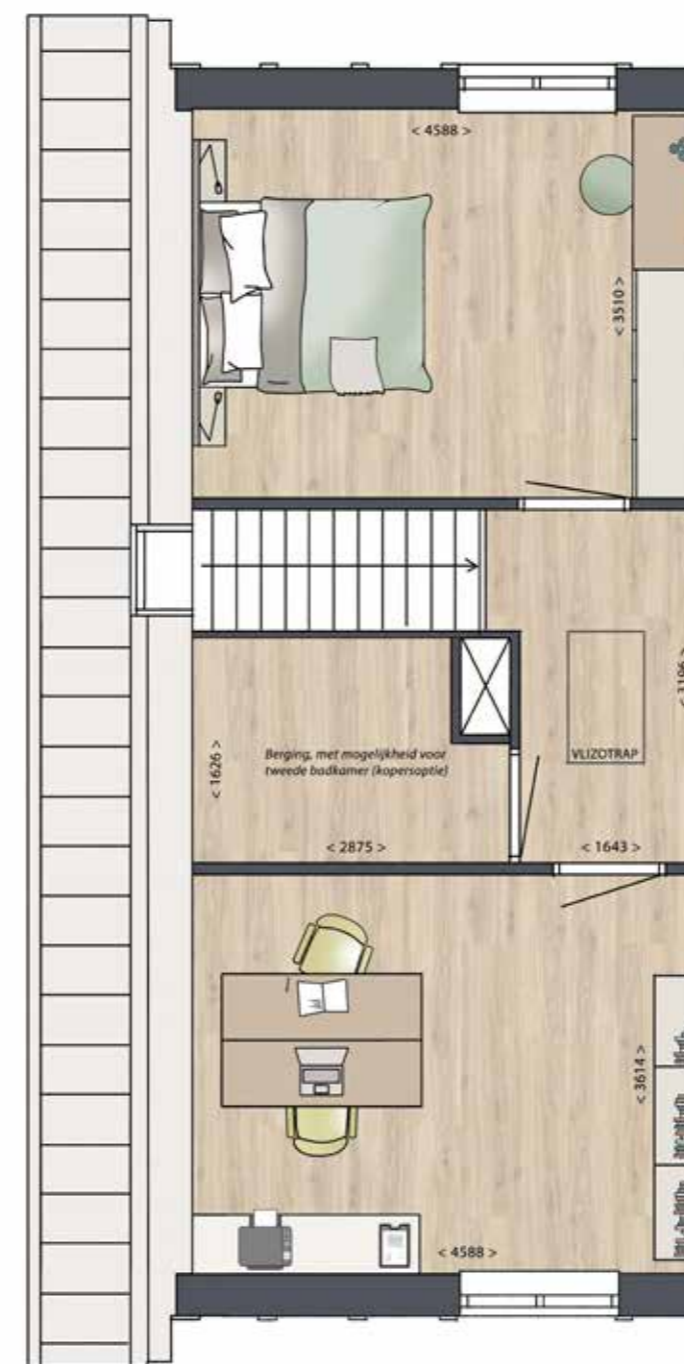 < 4588 >
< 3510 >
VLIZOTRAP
< 1626 >
Berging, met mogelijkheid voor
tweede badkamer (kopersoptie)
< 2875 >
< 1643 >
< 3614 >
< 4588 >